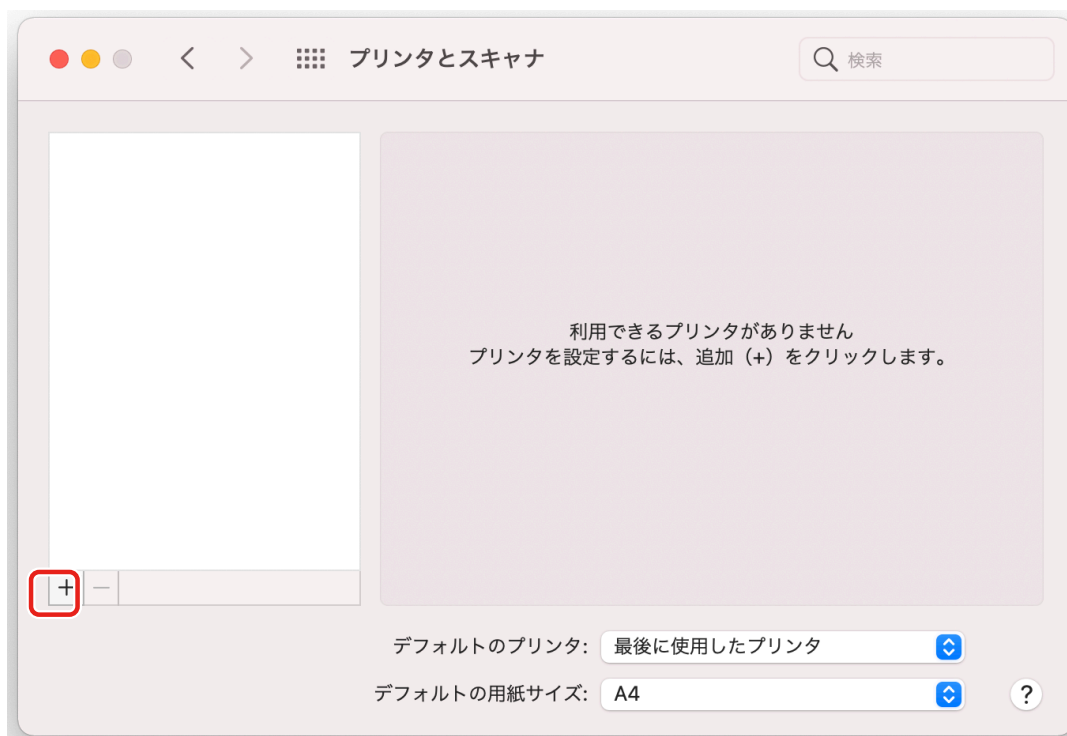 プリンタとスキャナ
検索
利用できるプリンタがありません
プリンタを設定するには、追加（+）をクリックします。
+ −
デフォルトのプリンタ: 最後に使用したプリンタ
デフォルトの用紙サイズ: A4
?